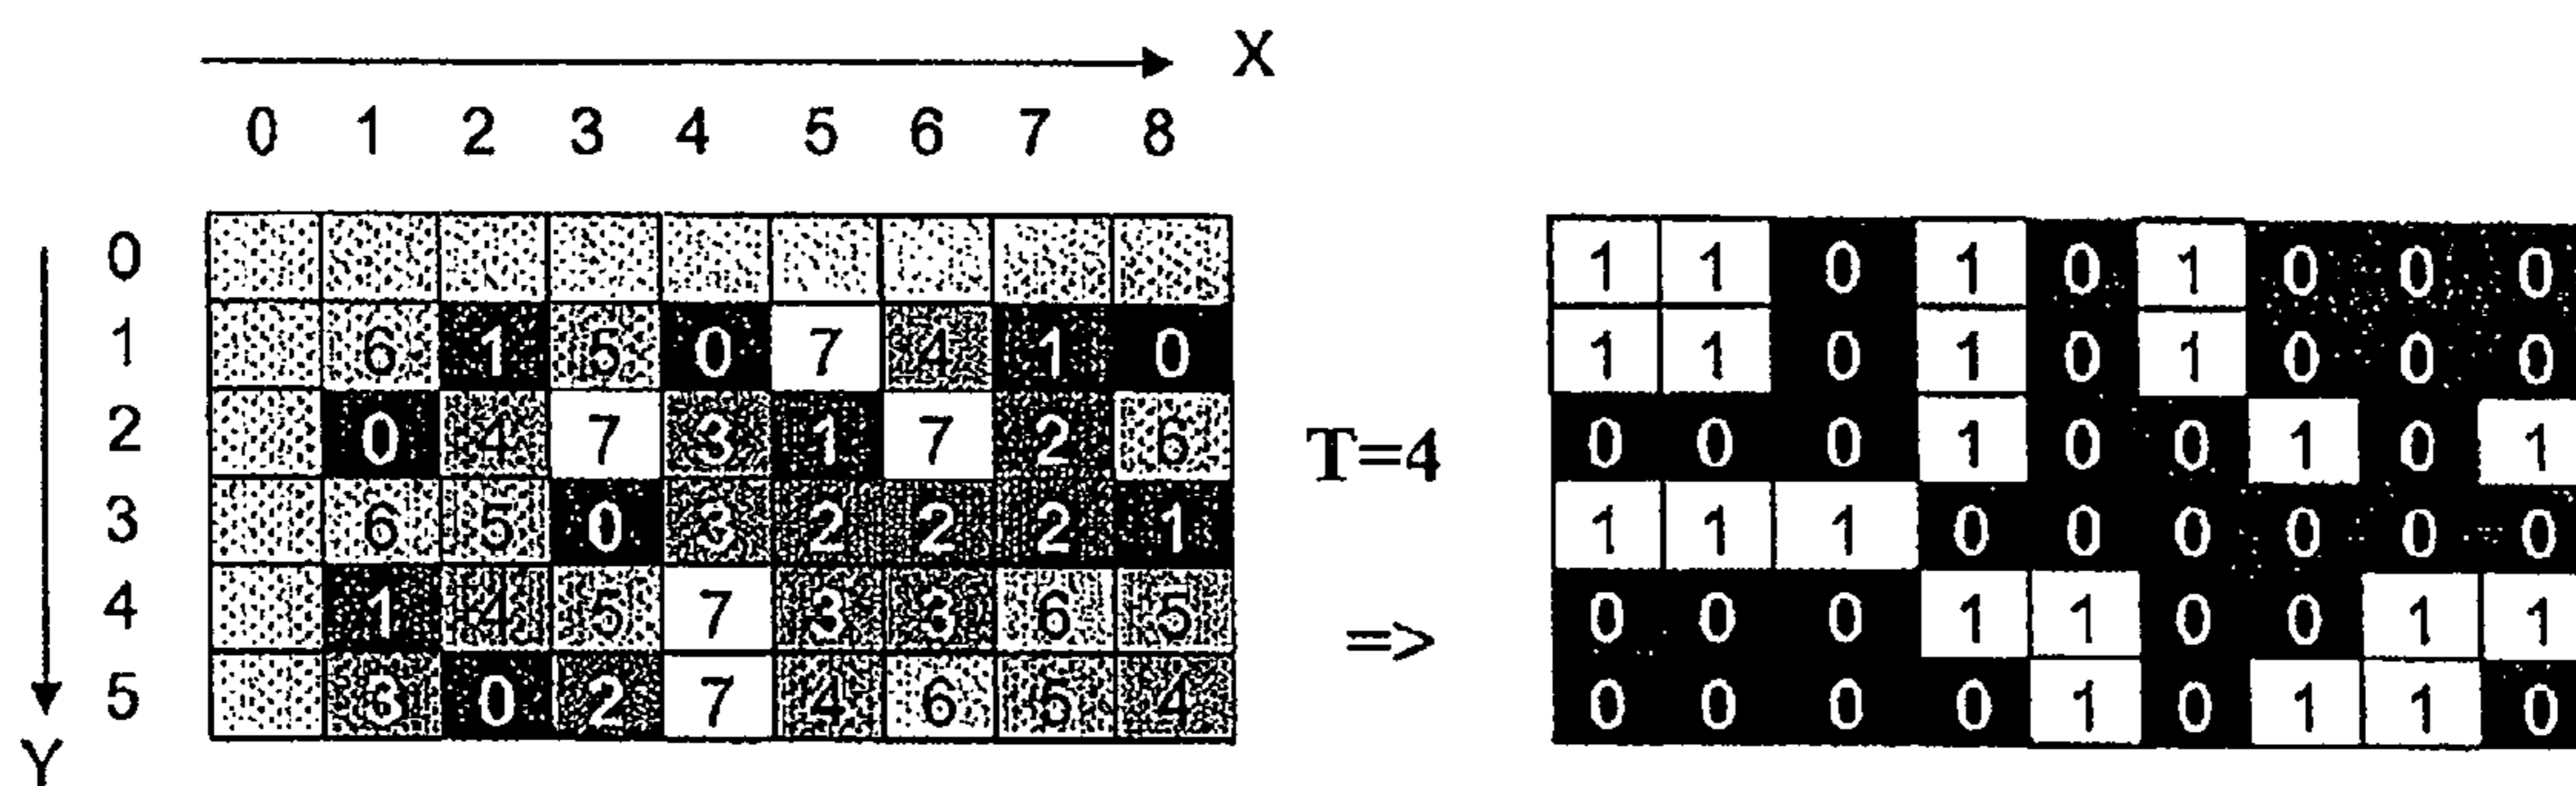 X
0 1 2 3 4 5 6 7 8
0 1 1 0 1 0 1 0 0 0
1 6 1 5 0 7 4 1 0 1 1 0 1 0 1 0 0 0
2 0 4 7 3 1 7 2 6 T=4 0 0 0 1 0 0 1 0 1
3 6 5 0 3 2 2 2 1 1 1 1 0 0 0 0 0 0
4 1 4 5 7 3 3 6 5 => 0 0 0 1 1 0 0 1 1
5 3 0 2 7 4 6 5 4 0 0 0 0 1 0 1 1 0
Y